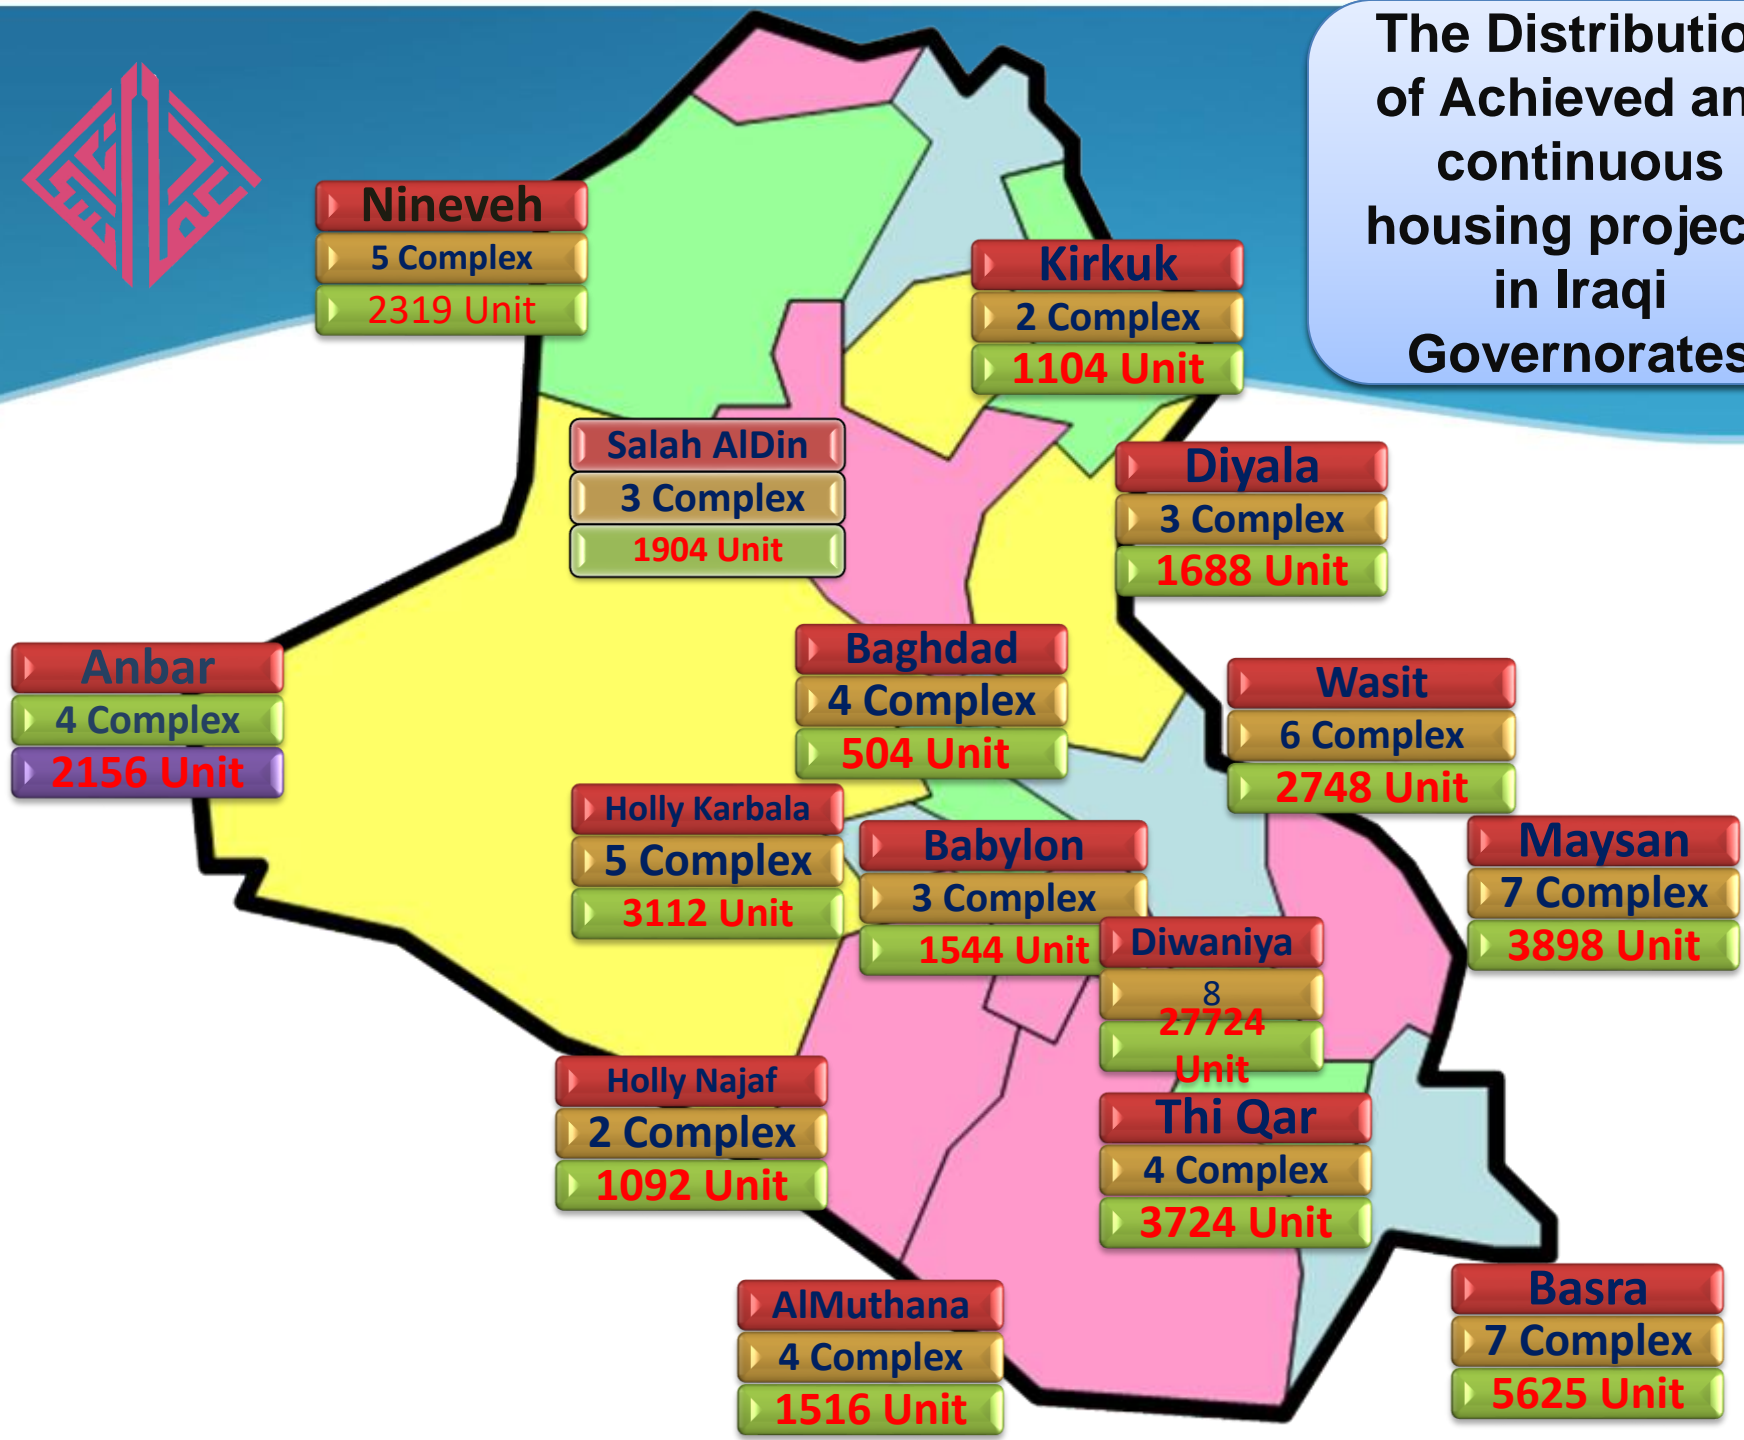 The Distributio
of Achieved an
continuous
housing projec
in Iraqi
Governorates
Nineveh
5 Complex
2319 Unit
Kirkuk
2 Complex
1104 Unit
Salah AlDin
3 Complex
1904 Unit
Diyala
3 Complex
1688 Unit
Anbar
4 Complex
2156 Unit
Baghdad
4 Complex
504 Unit
Wasit
6 Complex
2748 Unit
Holly Karbala
5 Complex
3112 Unit
Babylon
3 Complex
1544 Unit
Maysan
7 Complex
3898 Unit
Diwaniya
8
27724
Unit
Holly Najaf
2 Complex
1092 Unit
Thi Qar
4 Complex
3724 Unit
AlMuthana
4 Complex
1516 Unit
Basra
7 Complex
5625 Unit